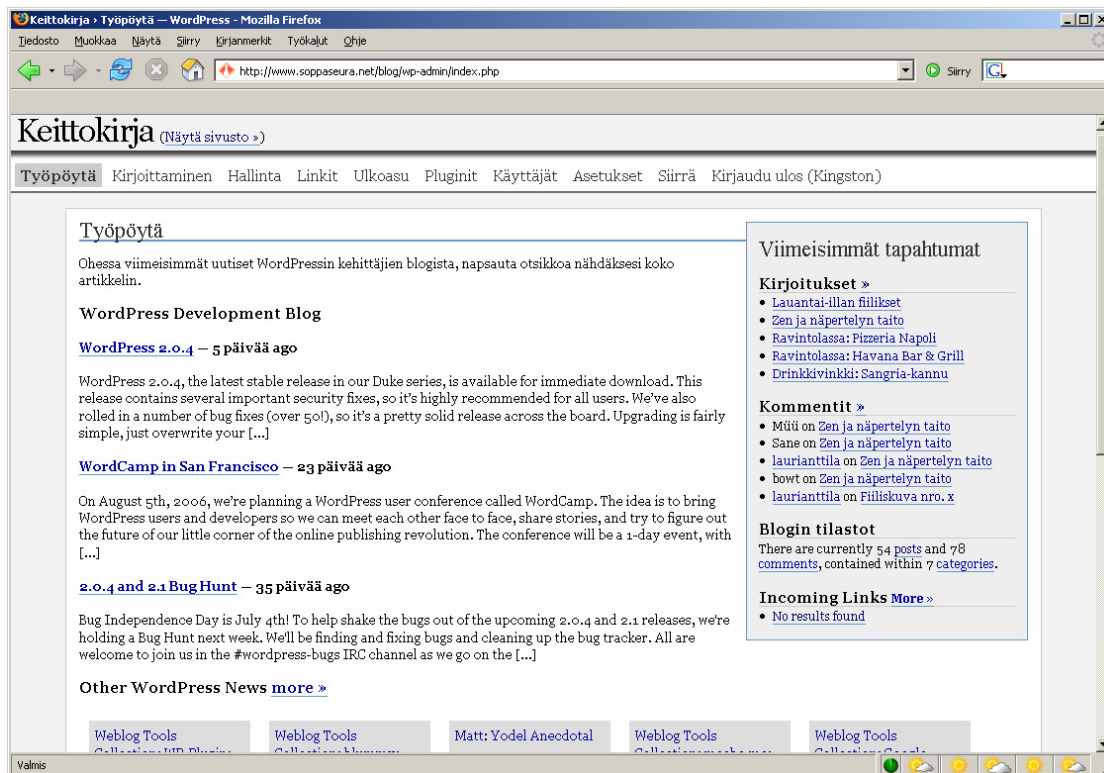 Keittokirja › Työpöytä — WordPress - Mozilla Firefox
Tiedosto Muokkaa Näytä Siirry Kirjanmerkit Työkalut Ohje
http://www.soppaseura.net/blog/wp-admin/index.php Siirry
Keittokirja (Näytä sivusto »)
Työpöytä Kirjoittaminen Hallinta Linkit Ulkoasu Pluginit Käyttäjät Asetukset Siirrä Kirjaudu ulos (Kingston)
Työpöytä
Ohessa viimeisimmät uutiset WordPressin kehittäjien blogista, napsauta otsikkoa nähdäksesi koko
artikkelin.
WordPress Development Blog
WordPress 2.0.4 — 5 päivää ago
WordPress 2.0.4, the latest stable release in our Duke series, is available for immediate download. This
release contains several important security fixes, so it's highly recommended for all users. We've also
rolled in a number of bug fixes (over 50!), so it's a pretty solid release across the board. Upgrading is fairly
simple, just overwrite your [...]
WordCamp in San Francisco — 23 päivää ago
On August 5th, 2006, we're planning a WordPress user conference called WordCamp. The idea is to bring
WordPress users and developers so we can meet each other face to face, share stories, and try to figure out
the future of our little corner of the online publishing revolution. The conference will be a 1-day event, with
[...]
2.0.4 and 2.1 Bug Hunt — 35 päivää ago
Bug Independence Day is July 4th! To help shake the bugs out of the upcoming 2.0.4 and 2.1 releases, we're
holding a Bug Hunt next week. We'll be finding and fixing bugs and cleaning up the bug tracker. All are
welcome to join us in the #wordpress-bugs IRC channel as we go on the [...]
Other WordPress News more »
Weblog Tools
Weblog Tools
Matt: Yodel Anecdotal
Weblog Tools
Weblog Tools
Viimeisimmät tapahtumat
Kirjoitukset »
Lauantai-illan fiilikset
Zen ja näpertelyn taito
Ravintolassa: Pizzeria Napoli
Ravintolassa: Havana Bar & Grill
Drinkkivinkki: Sangria-kannu
Kommentit »
Müü on Zen ja näpertelyn taito
Sane on Zen ja näpertelyn taito
laurianttila on Zen ja näpertelyn taito
bowt on Zen ja näpertelyn taito
laurianttila on Fiiliskuva nro. x
Blogin tilastot
There are currently 54 posts and 78
comments, contained within 7 categories.
Incoming Links More »
No results found
Valmis